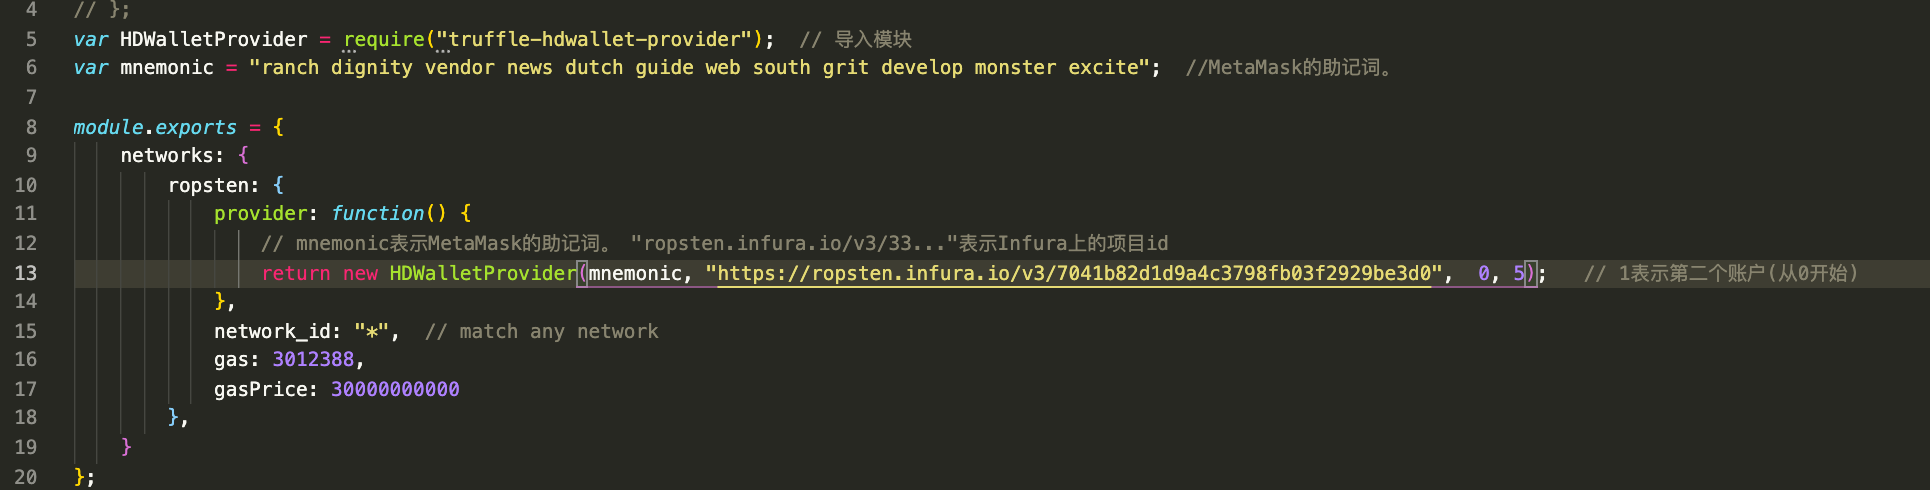 4 // };
5 var HDWalletProvider = require("truffle-hdwallet-provider"); // 导入模块
6 var mnemonic = "ranch dignity vendor news dutch guide web south grit develop monster excite"; //MetaMask的助记词。
7
8 module.exports = {
9 networks: {
10 ropsten: {
11 provider: function() {
12 // mnemonic表示MetaMask的助记词。 "ropsten.infura.io/v3/33..."表示Infura上的项目id
13 return new HDWalletProvider(mnemonic, "https://ropsten.infura.io/v3/7041b82d1d9a4c3798fb03f2929be3d0", 0, 5); // 1表示第二个账户(从0开始)
14 },
15 network_id: "*", // match any network
16 gas: 3012388,
17 gasPrice: 30000000000
18 },
19 }
20 };